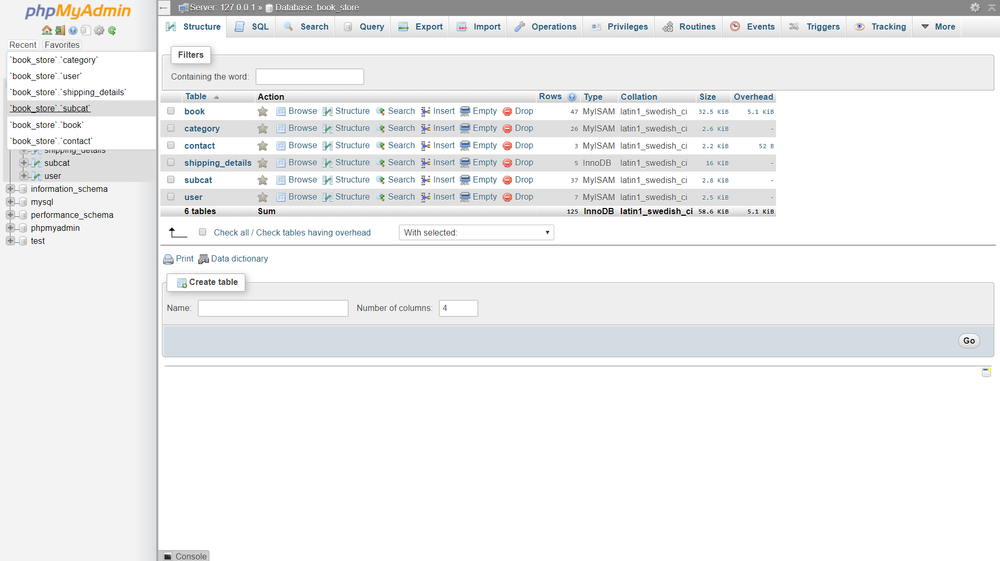 phpMyAdmin
Recent Favorites
`book_store`.`category`
`book_store`.`user`
`book_store`.`shipping_details`
`book_store`.`subcat`
`book_store`.`book`
`book_store`.`contact`
shipping_details
subcat
user
information_schema
mysql
performance_schema
phpmyadmin
test
Server: 127.0.0.1 » Database: book_store
Structure SQL Search Query Export Import Operations Privileges Routines Events Triggers Tracking More
Filters
Containing the word:
Table Action Rows Type Collation Size Overhead
book Browse Structure Search Insert Empty Drop 47 MyISAM latin1_swedish_ci 32.5 KiB 5.1 KiB
category Browse Structure Search Insert Empty Drop 26 MyISAM latin1_swedish_ci 2.6 KiB -
contact Browse Structure Search Insert Empty Drop 3 MyISAM latin1_swedish_ci 2.2 KiB 52 B
shipping_details Browse Structure Search Insert Empty Drop 5 InnoDB latin1_swedish_ci 16 KiB -
subcat Browse Structure Search Insert Empty Drop 37 MyISAM latin1_swedish_ci 2.8 KiB -
user Browse Structure Search Insert Empty Drop 7 MyISAM latin1_swedish_ci 2.5 KiB -
6 tables Sum 125 InnoDB latin1_swedish_ci 58.6 KiB 5.1 KiB
Check all / Check tables having overhead With selected:
Print Data dictionary
Create table
Name: Number of columns: 4
Go
Console